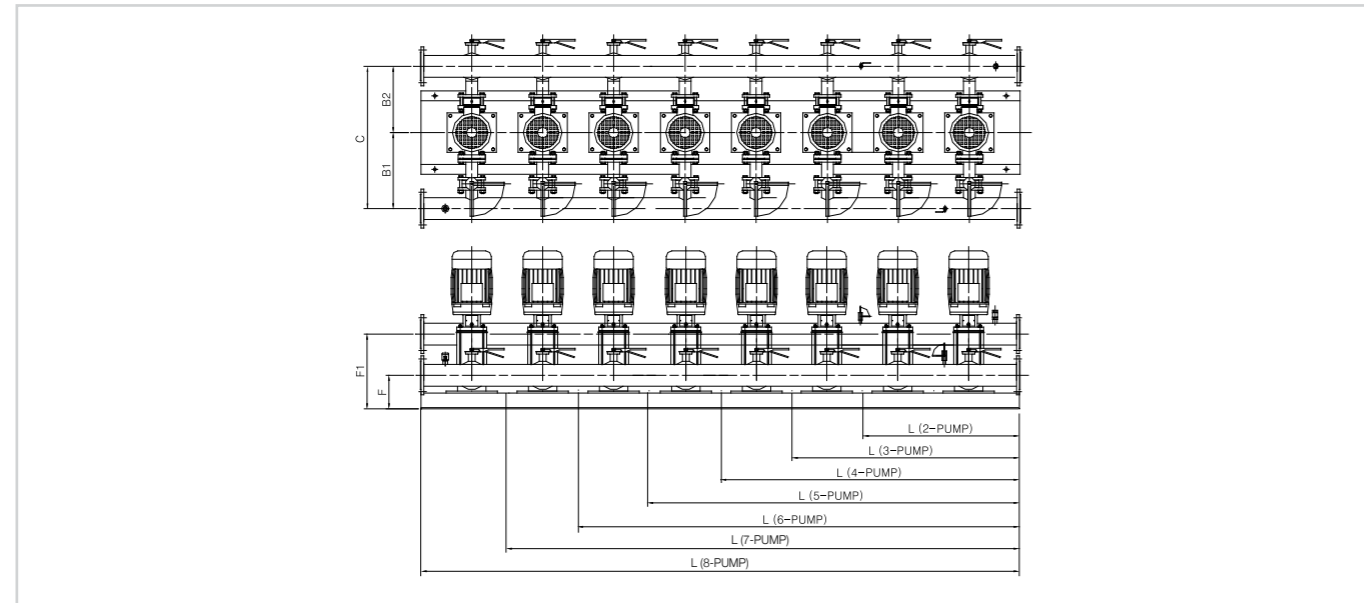 B2
C
B1
F1
F
L (2-PUMP)
L (3-PUMP)
L (4-PUMP)
L (5-PUMP)
L (6-PUMP)
L (7-PUMP)
L (8-PUMP)